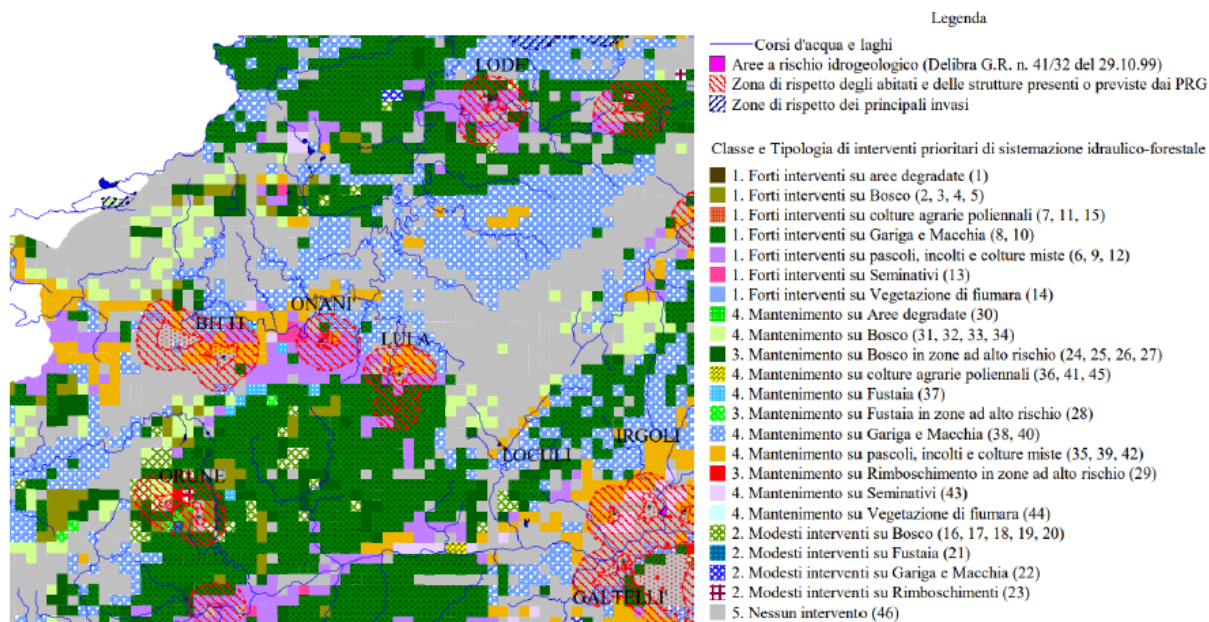 LODE'
BITTI
ONANI'
LULA
IRGOLI
LOCULI
ORUNE
GALTELLI'
Legenda
Corsi d'acqua e laghi
Aree a rischio idrogeologico (Delibra G.R. n. 41/32 del 29.10.99)
Zona di rispetto degli abitati e delle strutture presenti o previste dai PRG
Zone di rispetto dei principali invasi
Classe e Tipologia di interventi prioritari di sistemazione idraulico-forestale
1. Forti interventi su aree degradate (1)
1. Forti interventi su Bosco (2, 3, 4, 5)
1. Forti interventi su colture agrarie poliennali (7, 11, 15)
1. Forti interventi su Gariga e Macchia (8, 10)
1. Forti interventi su pascoli, incolti e colture miste (6, 9, 12)
1. Forti interventi su Seminativi (13)
1. Forti interventi su Vegetazione di fiumara (14)
4. Mantenimento su Aree degradate (30)
4. Mantenimento su Bosco (31, 32, 33, 34)
3. Mantenimento su Bosco in zone ad alto rischio (24, 25, 26, 27)
4. Mantenimento su colture agrarie poliennali (36, 41, 45)
4. Mantenimento su Fustaia (37)
3. Mantenimento su Fustaia in zone ad alto rischio (28)
4. Mantenimento su Gariga e Macchia (38, 40)
4. Mantenimento su pascoli, incolti e colture miste (35, 39, 42)
3. Mantenimento su Rimboschimento in zone ad alto rischio (29)
4. Mantenimento su Seminativi (43)
4. Mantenimento su Vegetazione di fiumara (44)
2. Modesti interventi su Bosco (16, 17, 18, 19, 20)
2. Modesti interventi su Fustaia (21)
2. Modesti interventi su Gariga e Macchia (22)
2. Modesti interventi su Rimboschimenti (23)
5. Nessun intervento (46)